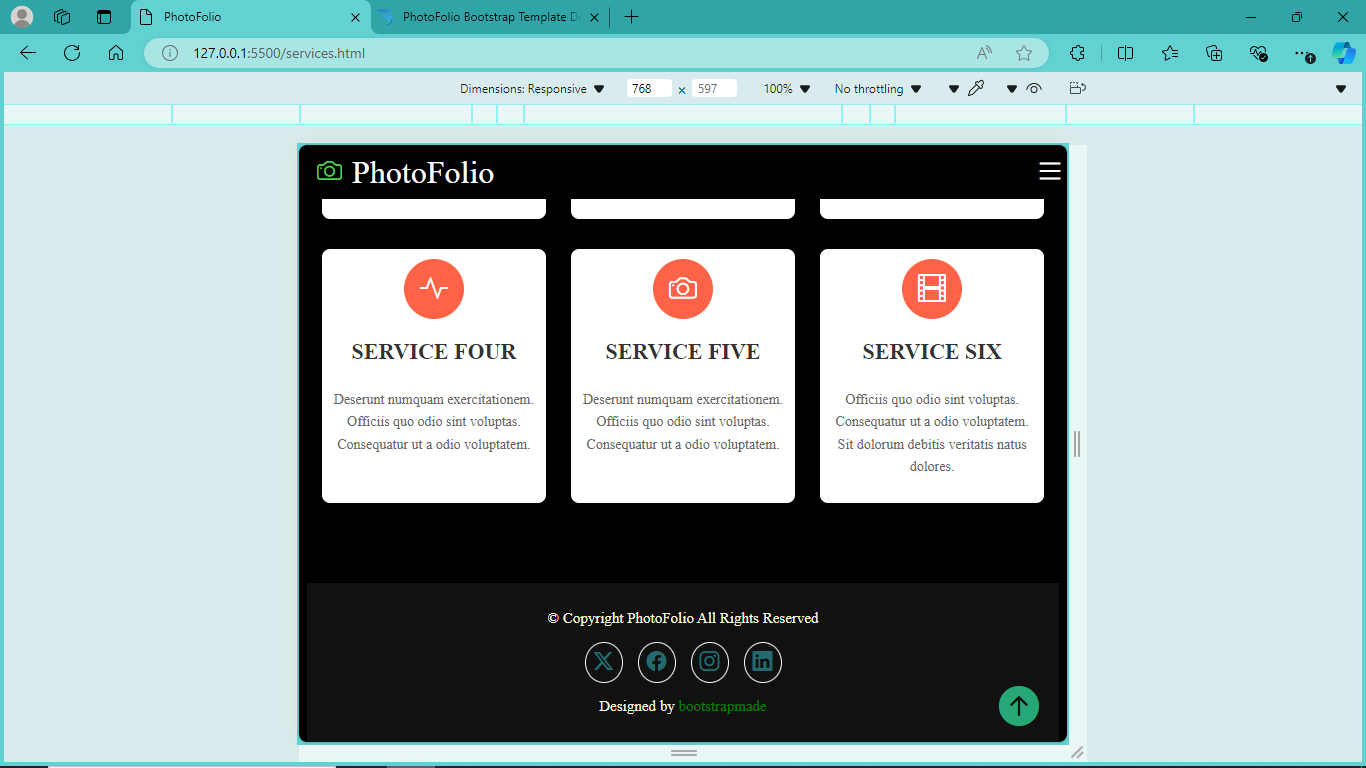 PhotoFolio
PhotoFolio Bootstrap Template D
127.0.0.1:5500/services.html
Dimensions: Responsive
768 × 597
100%
No throttling
PhotoFolio
SERVICE FOUR
Deserunt numquam exercitationem.
Officiis quo odio sint voluptas.
Consequatur ut a odio voluptatem.
SERVICE FIVE
Deserunt numquam exercitationem.
Officiis quo odio sint voluptas.
Consequatur ut a odio voluptatem.
SERVICE SIX
Officiis quo odio sint voluptas.
Consequatur ut a odio voluptatem.
Sit dolorum debitis veritatis natus
dolores.
© Copyright PhotoFolio All Rights Reserved
Designed by bootstrapmade